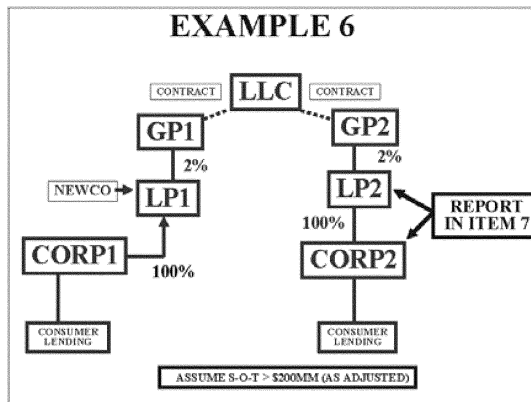 EXAMPLE 6
LLC
CONTRACT
CONTRACT
GP1
GP2
2%
2%
NEWCO
LP1
LP2
REPORT
IN ITEM 7
100%
CORP1
CORP2
100%
CONSUMER
LENDING
CONSUMER
LENDING
ASSUME S-O-T > $200MM (AS ADJUSTED)